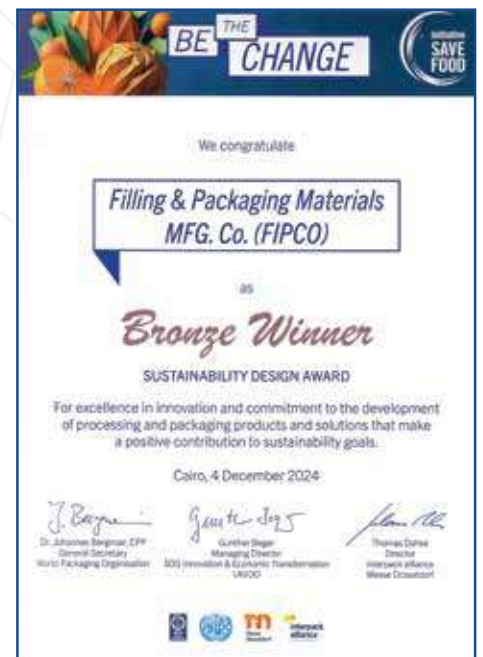 BE THE CHANGE
initiative
SAVE
FOOD
We congratulate
Filling & Packaging Materials
MFG. Co. (FIPCO)
as
Bronze Winner
SUSTAINABILITY DESIGN AWARD
For excellence in innovation and commitment to the development
of processing and packaging products and solutions that make
a positive contribution to sustainability goals.
Cairo, 4 December 2024
Dr. Johannes Bergmair, CPP
General Secretary
World Packaging Organisation
Gunther Beger
Managing Director
SDG Innovation & Economic Transformation
UNIDO
Thomas Dohse
Director
interpack alliance
Messe Düsseldorf
interpack
alliance